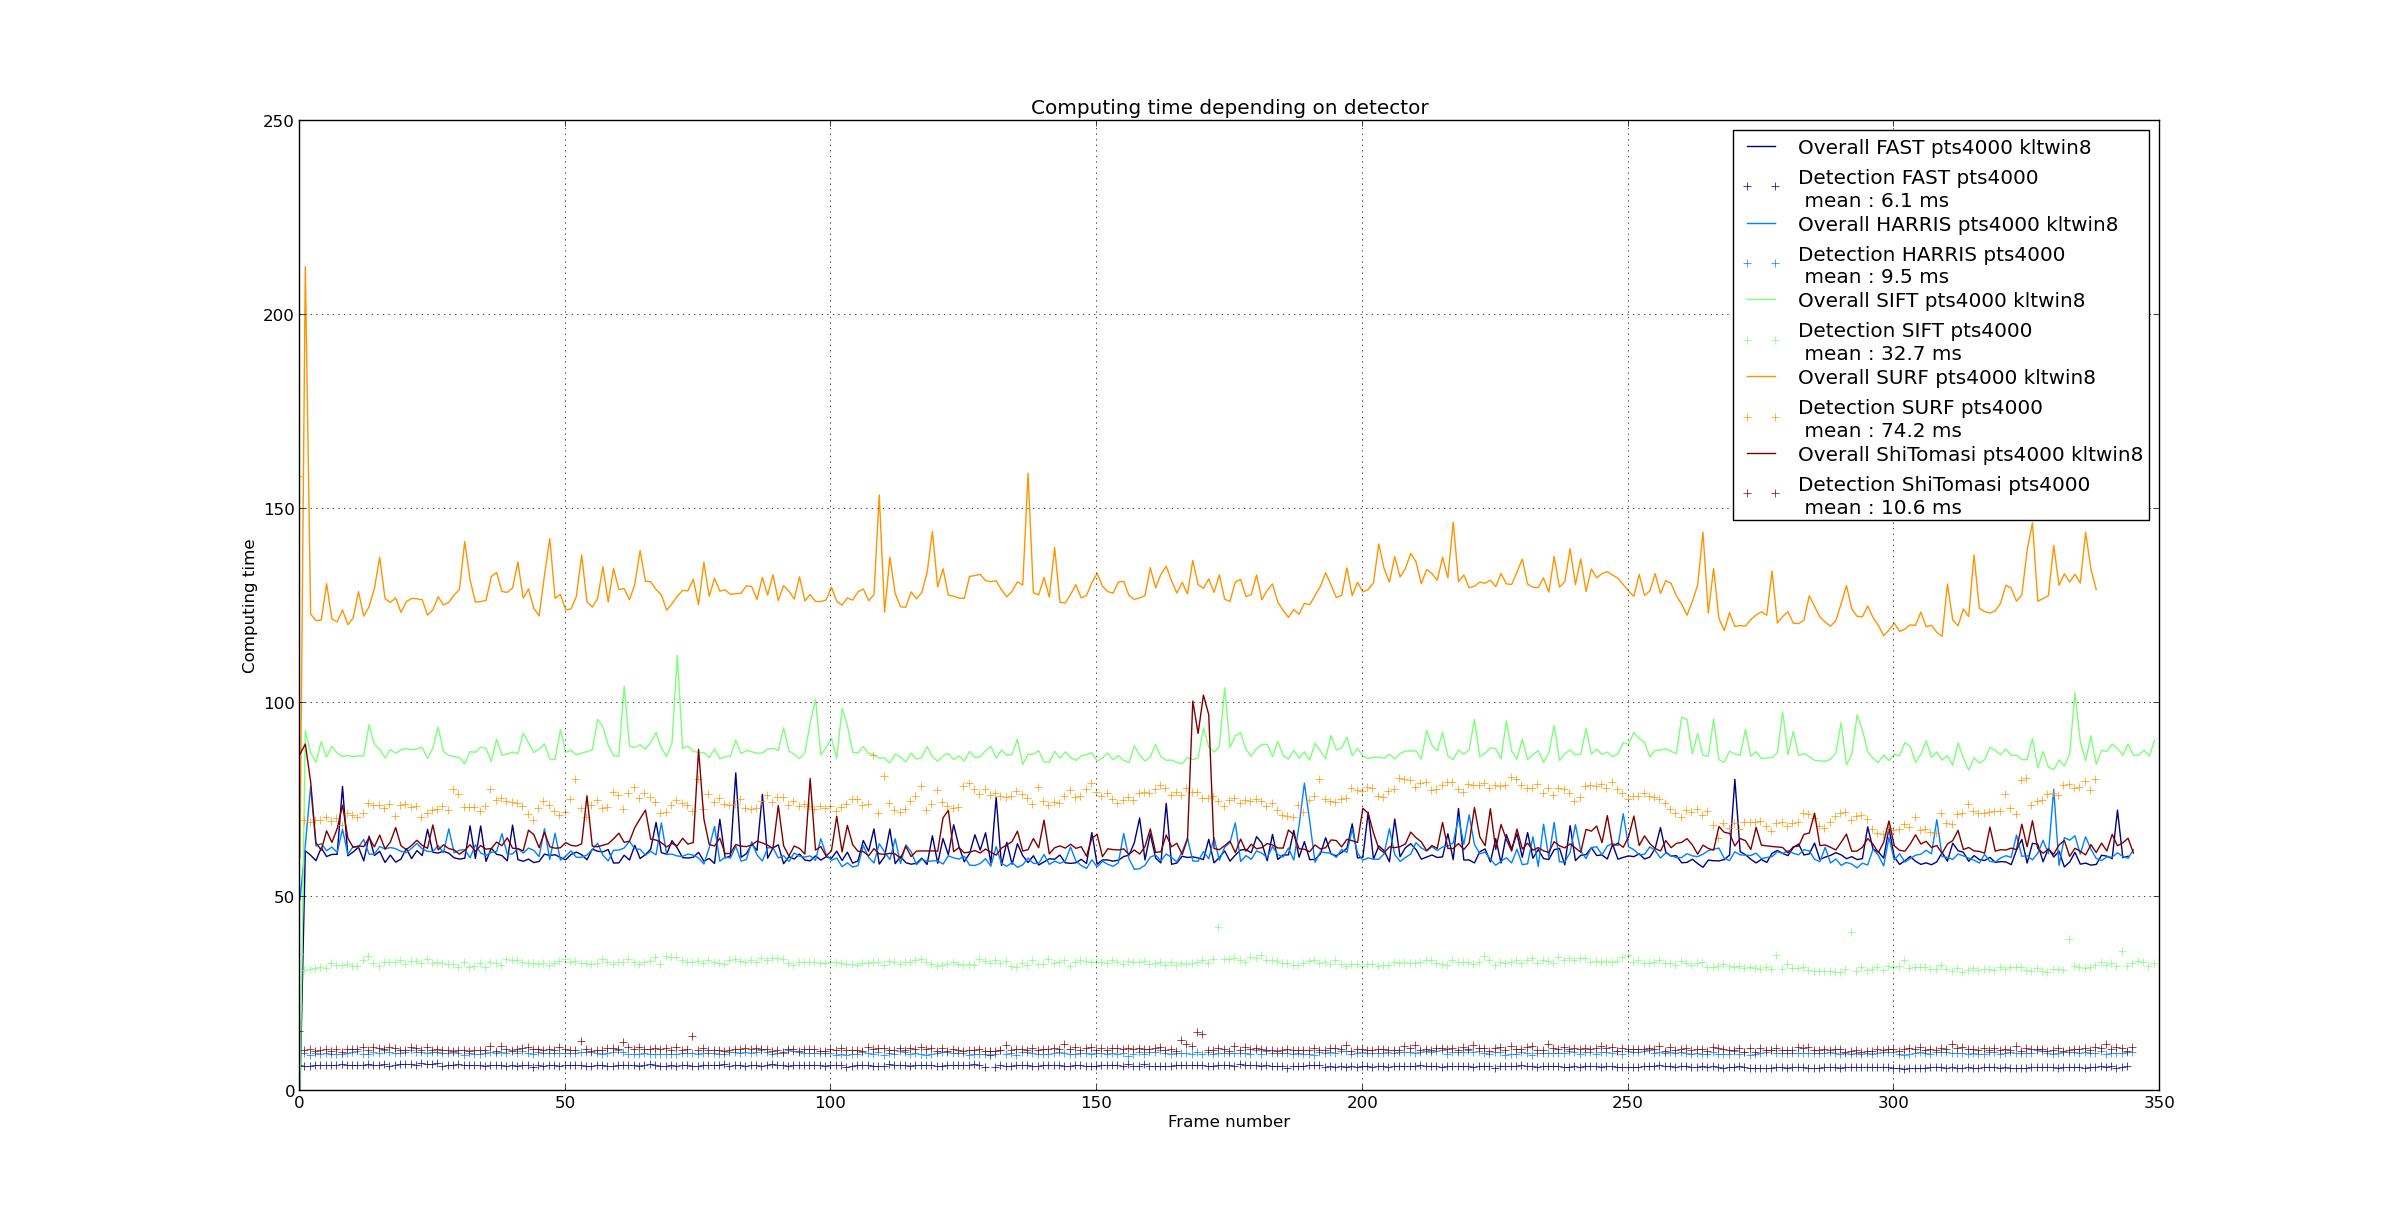 Computing time depending on detector
250
200
150
100
50
0
Computing time
Overall FAST pts4000 kltwin8
Detection FAST pts4000
mean : 6.1 ms
Overall HARRIS pts4000 kltwin8
Detection HARRIS pts4000
mean : 9.5 ms
Overall SIFT pts4000 kltwin8
Detection SIFT pts4000
mean : 32.7 ms
Overall SURF pts4000 kltwin8
Detection SURF pts4000
mean : 74.2 ms
Overall ShiTomasi pts4000 kltwin8
Detection ShiTomasi pts4000
mean : 10.6 ms
0 50 100 150 200 250 300 350
Frame number